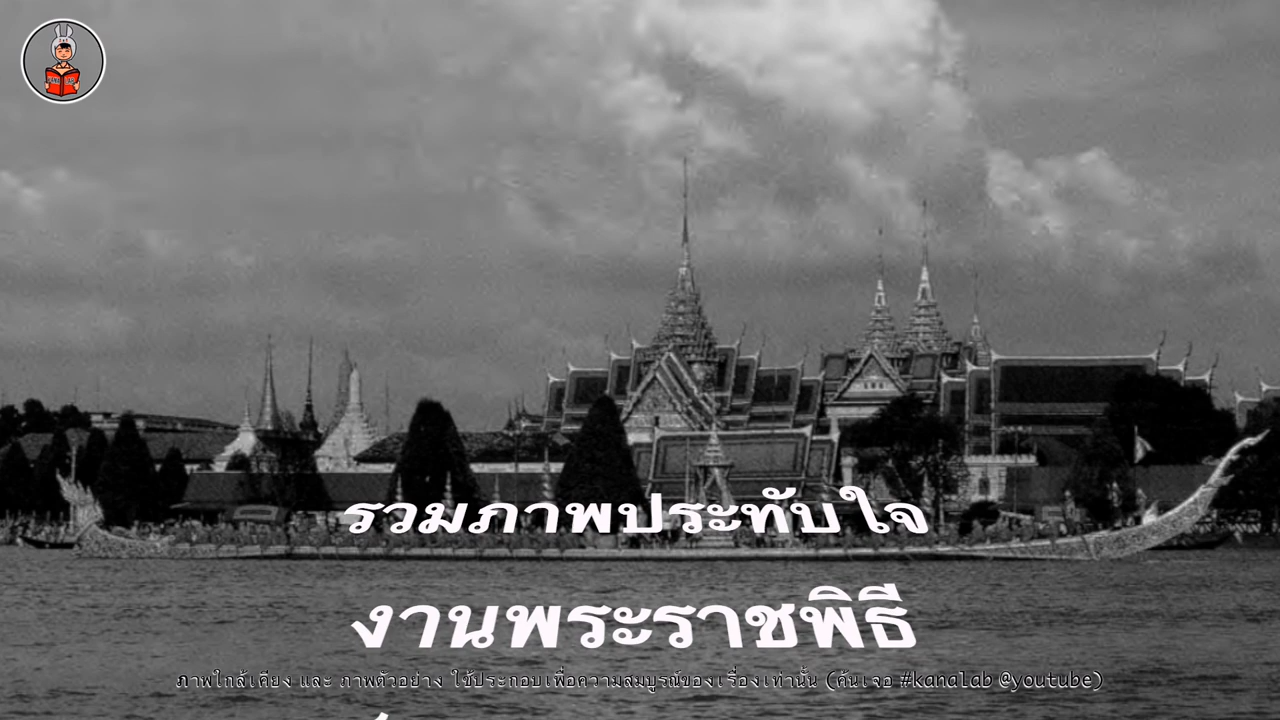 รวมภาพประทับใจ
งานพระราชพิธี
ภาพใกล้เคียง และ ภาพตัวอย่าง ใช้ประกอบเพื่อความสมบูรณ์ของเรื่องเท่านั้น (ค้นเจอ #kanalab @youtube)